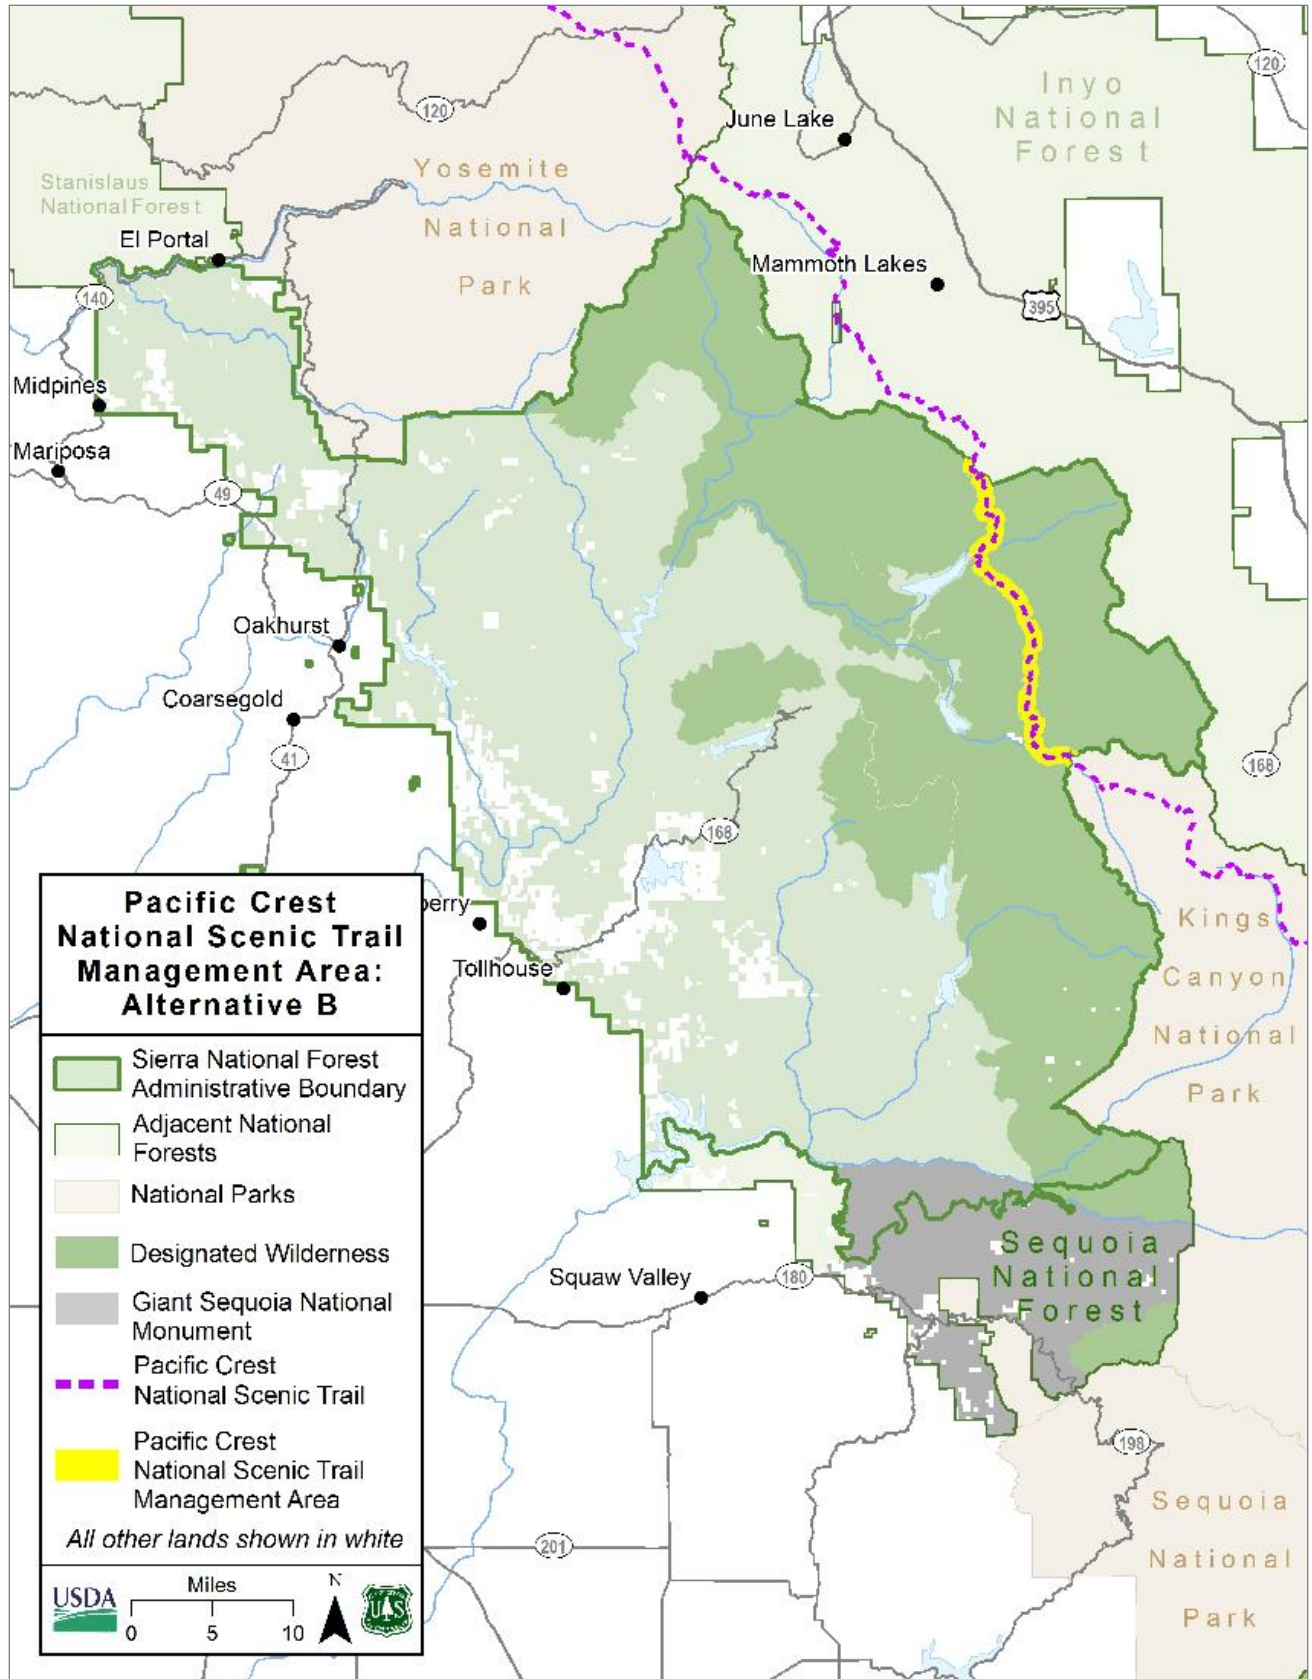 120
120
Inyo
National
Forest
June Lake
Yosemite
National
Park
Stanislaus
National Forest
El Portal
Mammoth Lakes
140
395
Midpines
Mariposa
49
Oakhurst
Coarsegold
41
168
168
berry
Tollhouse
Kings
Canyon
National
Park
Squaw Valley
180
Sequoia
National
Forest
198
Sequoia
National
Park
201
Pacific Crest
National Scenic Trail
Management Area:
Alternative B
Sierra National Forest
Administrative Boundary
Adjacent National
Forests
National Parks
Designated Wilderness
Giant Sequoia National
Monument
Pacific Crest
National Scenic Trail
Pacific Crest
National Scenic Trail
Management Area
All other lands shown in white
USDA
Miles
0 5 10
N
US